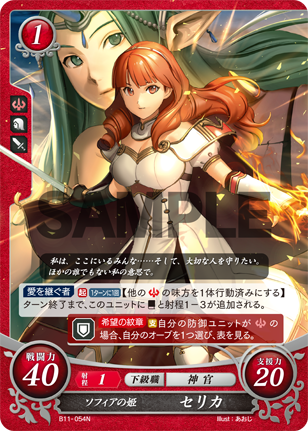 1
SAMPLE
私は、ここにいるみんな……そして、大切な人を守りたい。
ほかの誰でもない私の意志で。
愛を継ぐ者 起 1ターンに1回 【他のの味方を1体行動済みにする】
ターン終了まで、このユニットにと射程1－3が追加される。
希望の紋章 支 自分の防御ユニットがの
場合、自分のオーブを1つ選び、表を見る。
戦闘力 40
射程 1 下級職 神官
支援力 20
ソフィアの姫 セリカ
B11-054N
Illust:あおじ